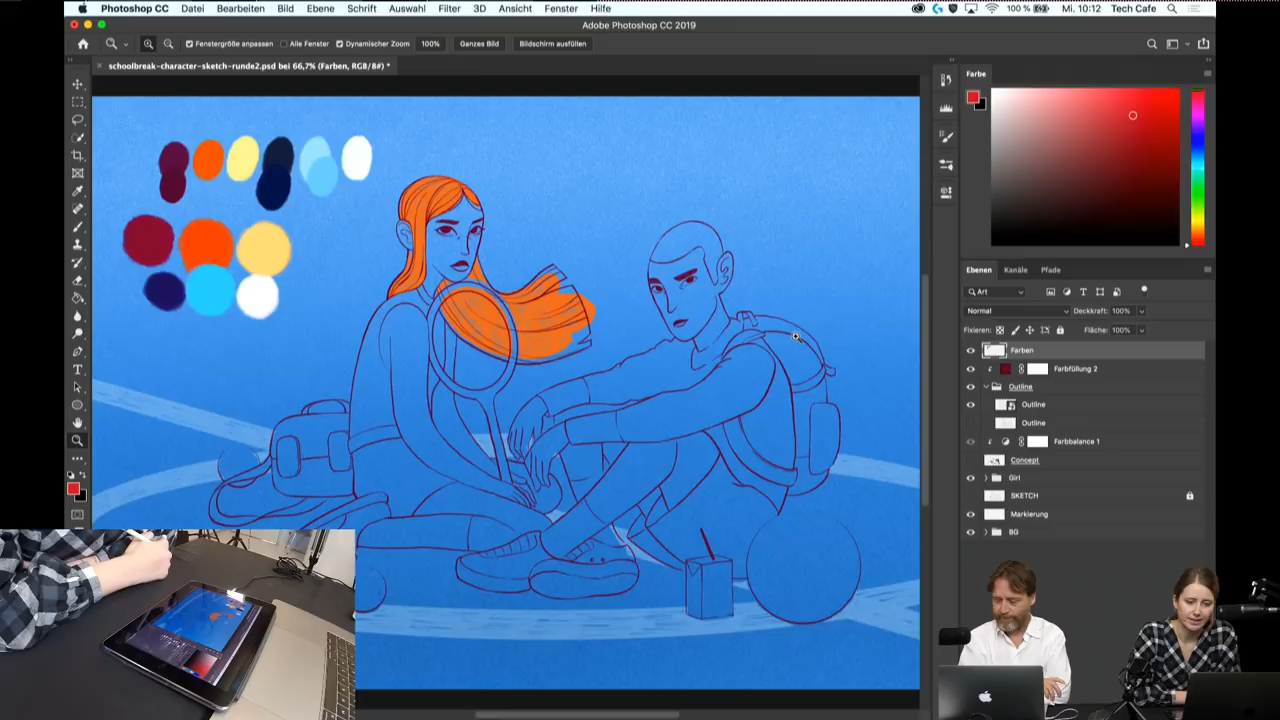 Photoshop CC Datei Bearbeiten Bild Ebene Schrift Auswahl Filter 3D Ansicht Fenster Hilfe 100 % Mi. 10:12 Tech Cafe
Adobe Photoshop CC 2019
Fenstergröße anpassen Alle Fenster Dynamischer Zoom 100% Ganzes Bild Bildschirm ausfüllen
× schoolbreak-character-sketch-runde2.psd bei 66,7% (Farben, RGB/8#) *
Farbe
Ebenen Kanäle Pfade
Art
Normal Deckkraft: 100%
Fixieren: Fläche: 100%
Farben
Farbfüllung 2
Outline
Outline
Outline
Farbbalance 1
Concept
Girl
SKETCH
Markierung
BG